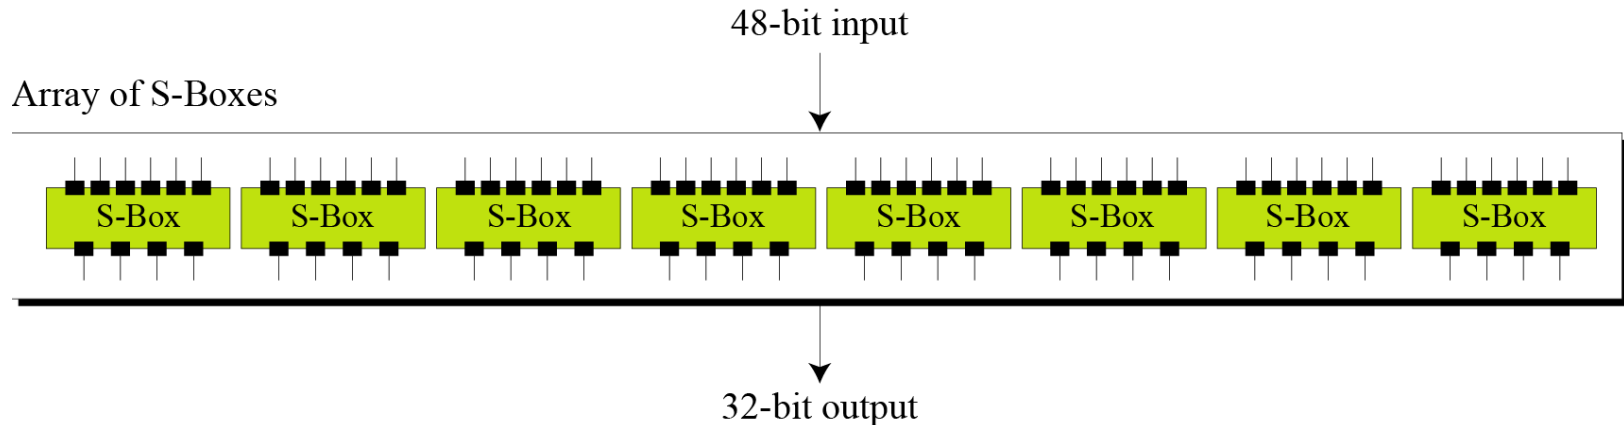 48-bit input
Array of S-Boxes
S-Box S-Box S-Box S-Box S-Box S-Box S-Box S-Box
32-bit output